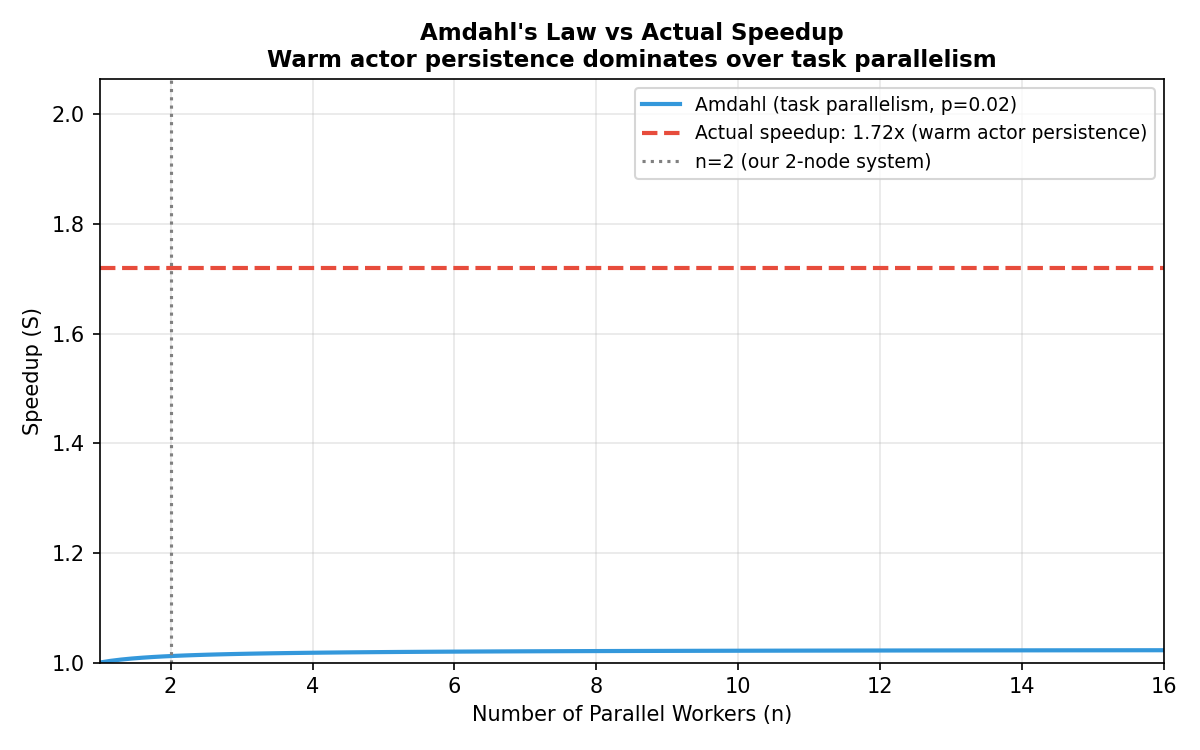 Amdahl's Law vs Actual Speedup
Warm actor persistence dominates over task parallelism
Amdahl (task parallelism, p=0.02)
Actual speedup: 1.72x (warm actor persistence)
n=2 (our 2-node system)
Speedup (S)
2.0
1.8
1.6
1.4
1.2
1.0
2
4
6
8
10
12
14
16
Number of Parallel Workers (n)